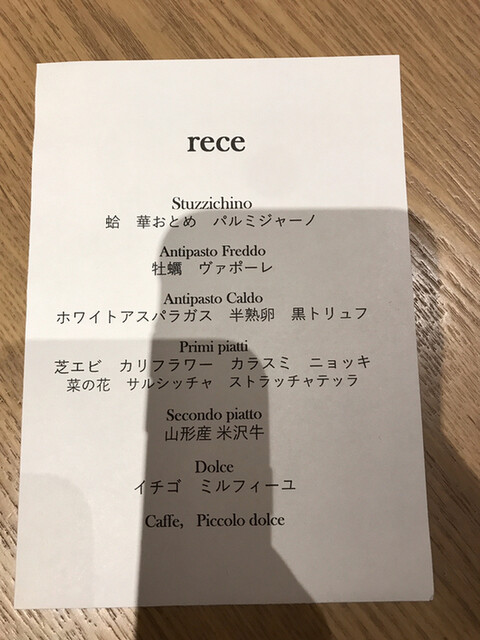 rece
Stuzzichino
蛤　華おとめ　パルミジャーノ
Antipasto Freddo
牡蠣　ヴァポーレ
Antipasto Caldo
ホワイトアスパラガス　半熟卵　黒トリュフ
Primi piatti
芝エビ　カリフラワー　カラスミ　ニョッキ
菜の花　サルシッチャ　ストラッチャテッラ
Secondo piatto
山形産 米沢牛
Dolce
イチゴ　ミルフィーユ
Caffe,　Piccolo dolce